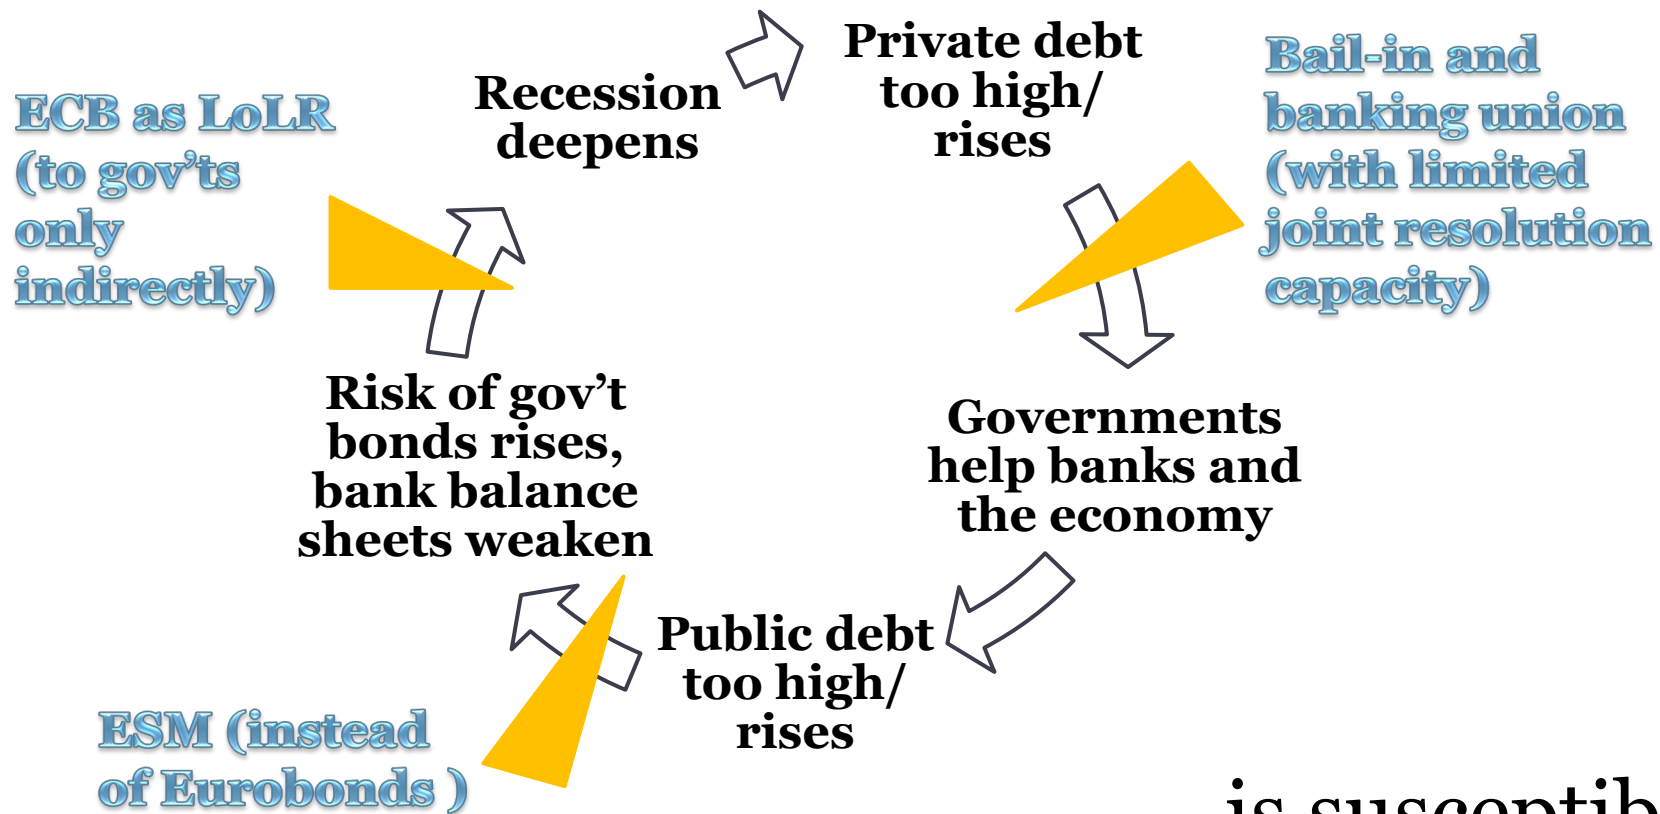 Recession
deepens
Private debt
too high/
rises
Bail-in and
banking union
(with limited
joint resolution
capacity)
Governments
help banks and
the economy
Public debt
too high/
rises
ESM (instead
of Eurobonds )
Risk of gov’t
bonds rises,
bank balance
sheets weaken
ECB as LoLR
(to gov’ts
only
indirectly)
is